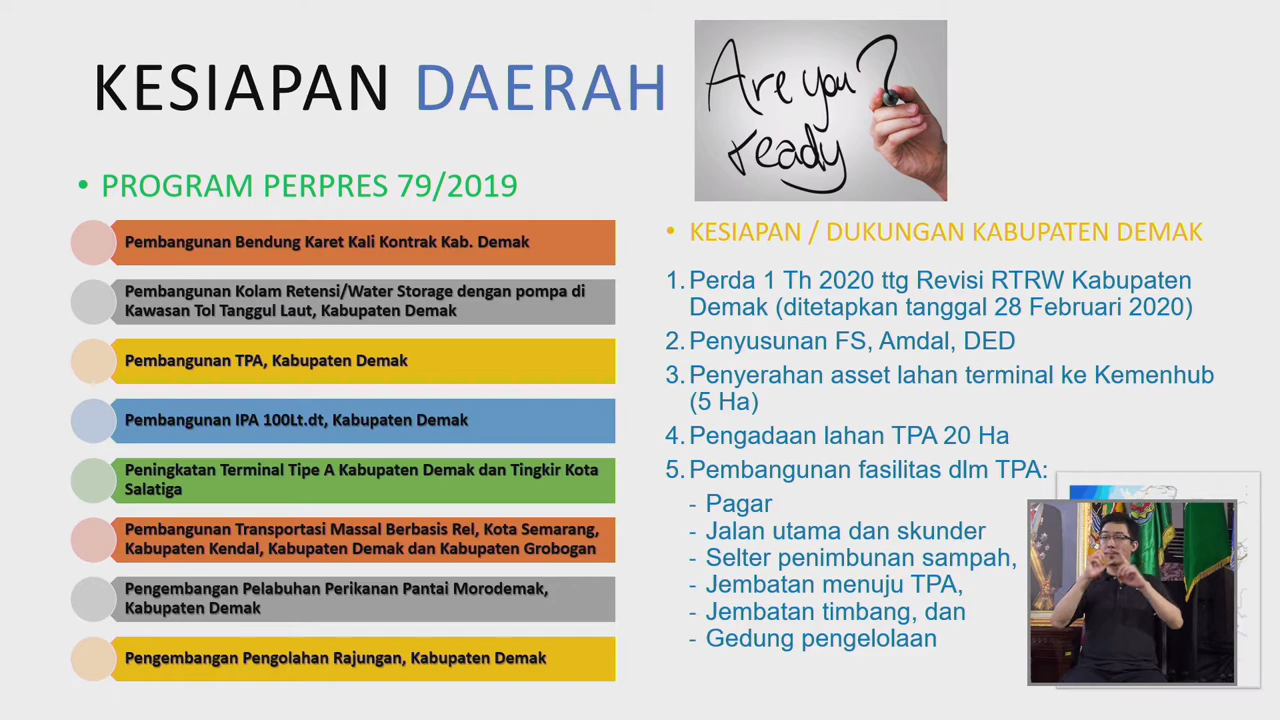 KESIAPAN DAERAH
Are you ?
ready
• PROGRAM PERPRES 79/2019
Pembangunan Bendung Karet Kali Kontrak Kab. Demak
Pembangunan Kolam Retensi/Water Storage dengan pompa di
Kawasan Tol Tanggul Laut, Kabupaten Demak
Pembangunan TPA, Kabupaten Demak
Pembangunan IPA 100Lt.dt, Kabupaten Demak
Peningkatan Terminal Tipe A Kabupaten Demak dan Tingkir Kota
Salatiga
Pembangunan Transportasi Massal Berbasis Rel, Kota Semarang,
Kabupaten Kendal, Kabupaten Demak dan Kabupaten Grobogan
Pengembangan Pelabuhan Perikanan Pantai Morodemak,
Kabupaten Demak
Pengembangan Pengolahan Rajungan, Kabupaten Demak
• KESIAPAN / DUKUNGAN KABUPATEN DEMAK
1. Perda 1 Th 2020 ttg Revisi RTRW Kabupaten
Demak (ditetapkan tanggal 28 Februari 2020)
2. Penyusunan FS, Amdal, DED
3. Penyerahan asset lahan terminal ke Kemenhub
(5 Ha)
4. Pengadaan lahan TPA 20 Ha
5. Pembangunan fasilitas dlm TPA:
- Pagar
- Jalan utama dan skunder
- Selter penimbunan sampah,
- Jembatan menuju TPA,
- Jembatan timbang, dan
- Gedung pengelolaan